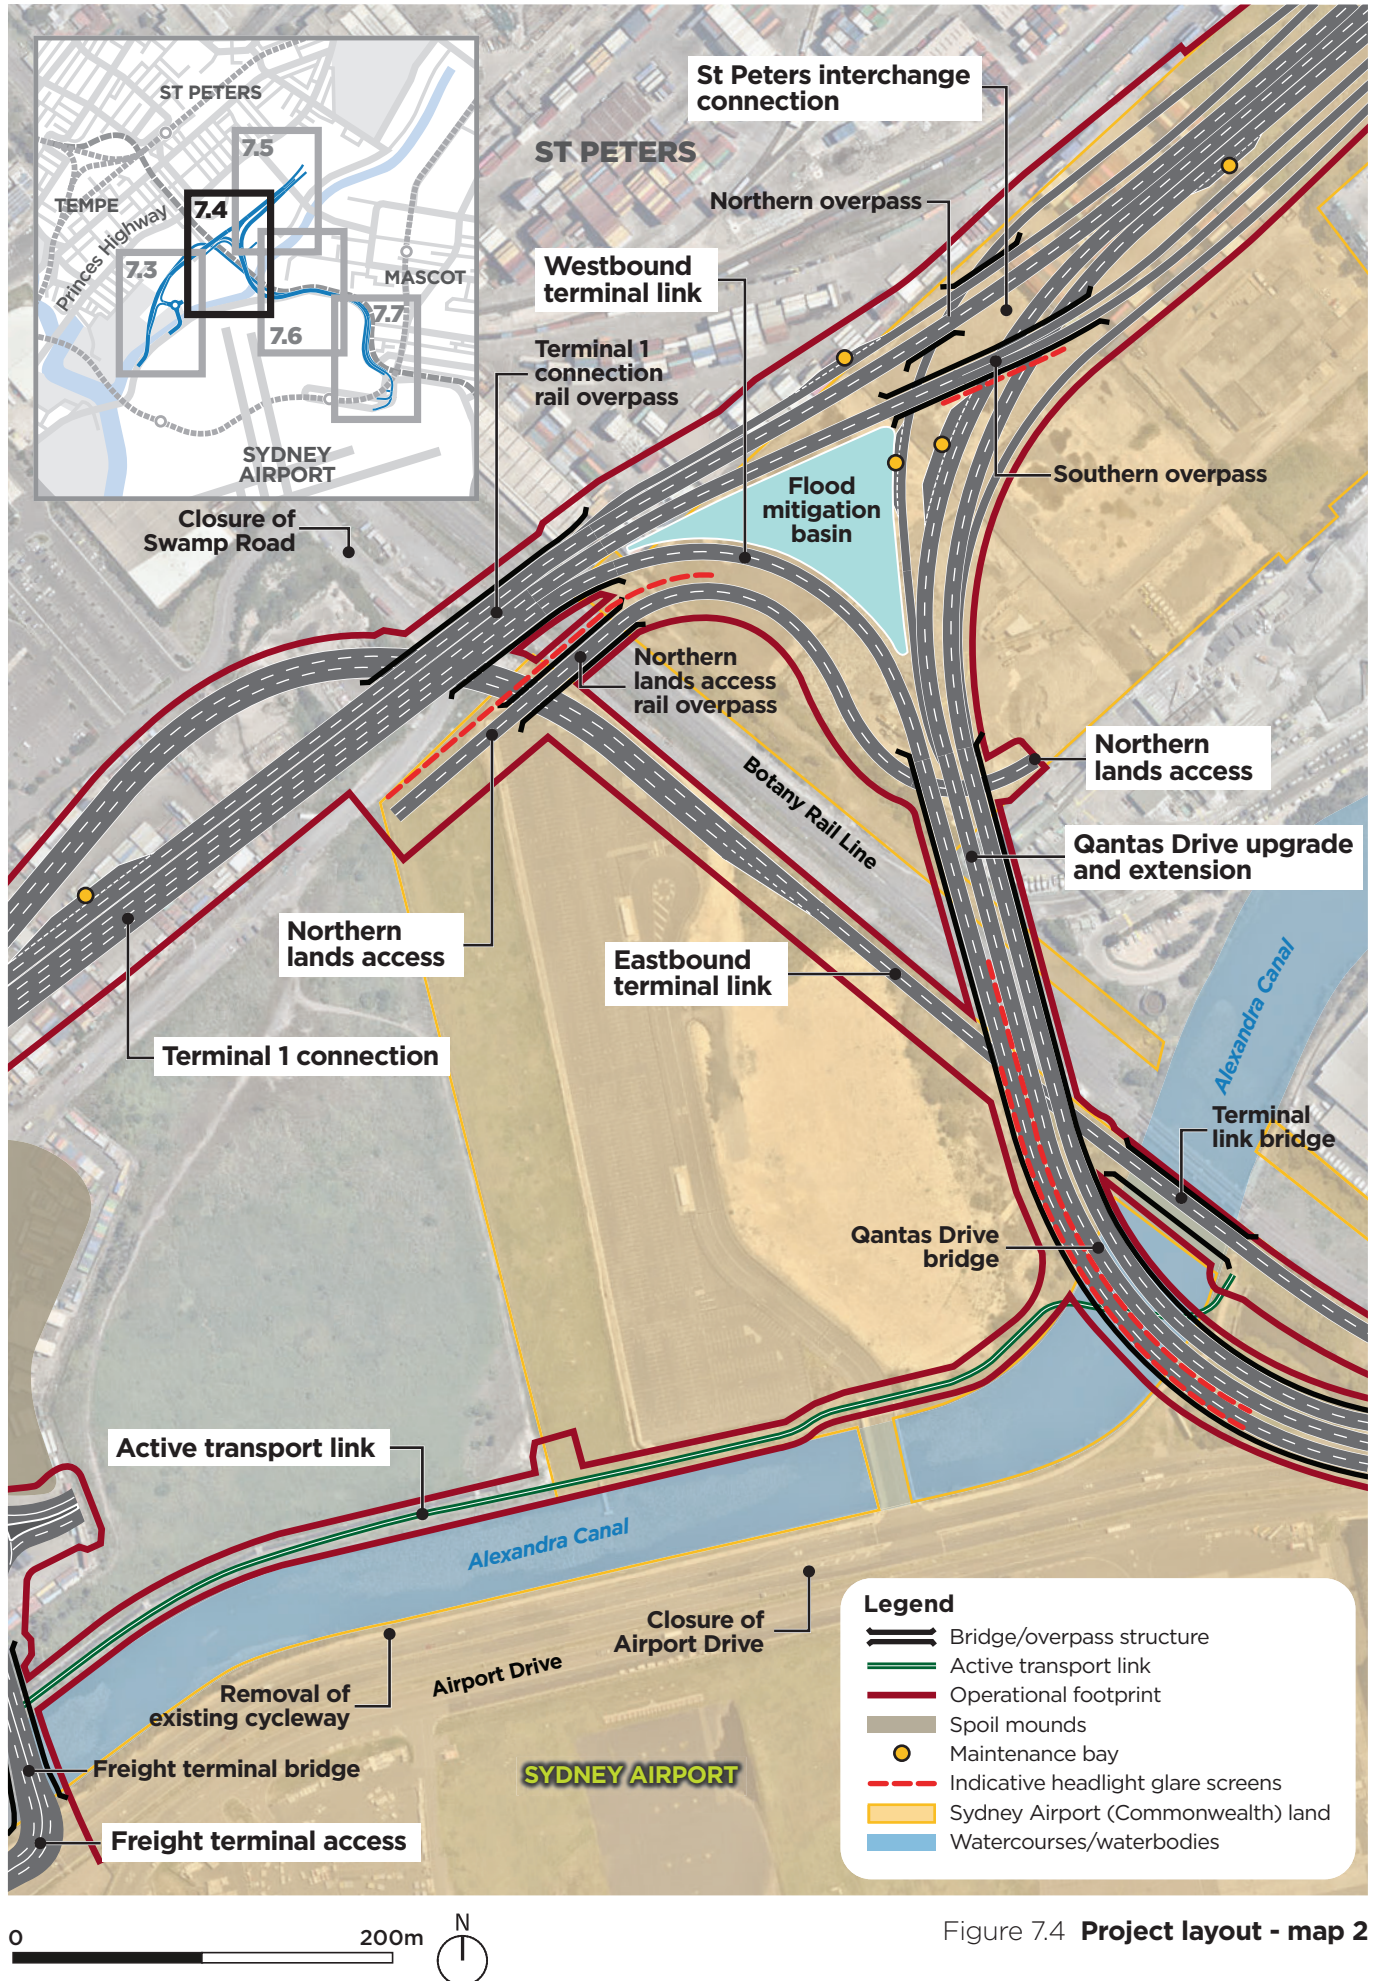 ST PETERS
7.5
TEMPE
7.4
Princes Highway
7.3
MASCOT
7.7
7.6
SYDNEY
AIRPORT
St Peters interchange
connection
ST PETERS
Northern overpass
Westbound
terminal link
Terminal 1
connection
rail overpass
Southern overpass
Flood
mitigation
basin
Closure of
Swamp Road
Northern
lands access
rail overpass
Northern
lands access
Botany Rail Line
Qantas Drive upgrade
and extension
Northern
lands access
Eastbound
terminal link
Alexandra Canal
Terminal 1 connection
Terminal
link bridge
Qantas Drive
bridge
Active transport link
Alexandra Canal
Closure of
Airport Drive
Airport Drive
Removal of
existing cycleway
Freight terminal bridge
SYDNEY AIRPORT
Freight terminal access
Legend
Bridge/overpass structure
Active transport link
Operational footprint
Spoil mounds
Maintenance bay
Indicative headlight glare screens
Sydney Airport (Commonwealth) land
Watercourses/waterbodies
0 200m
N
Figure 7.4 Project layout - map 2